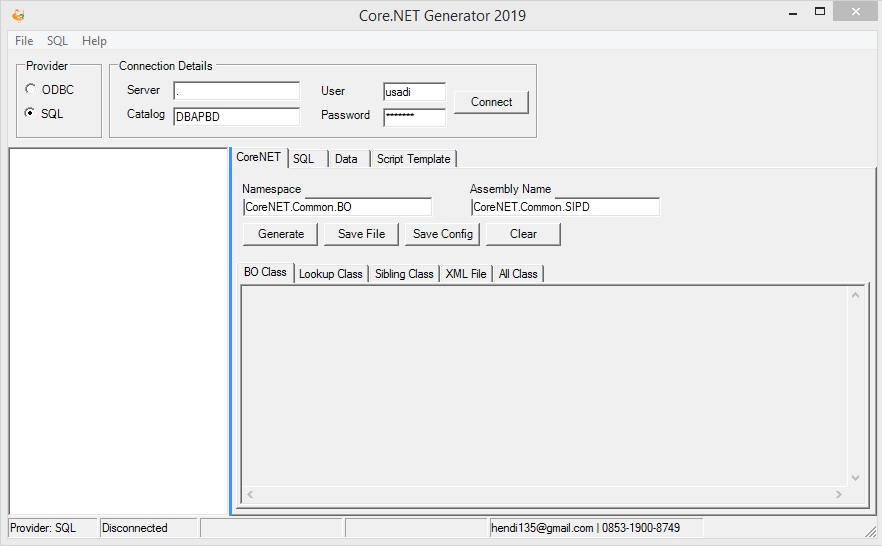 Core.NET Generator 2019
File SQL Help
Provider
ODBC
SQL
Connection Details
Server .
Catalog DBAPBD
User usadi
Password *******
Connect
CoreNET SQL Data Script Template
Namespace Assembly Name
CoreNET.Common.BO CoreNET.Common.SIPD
Generate Save File Save Config Clear
BO Class Lookup Class Sibling Class XML File All Class
Provider: SQL Disconnected hendi135@gmail.com | 0853-1900-8749